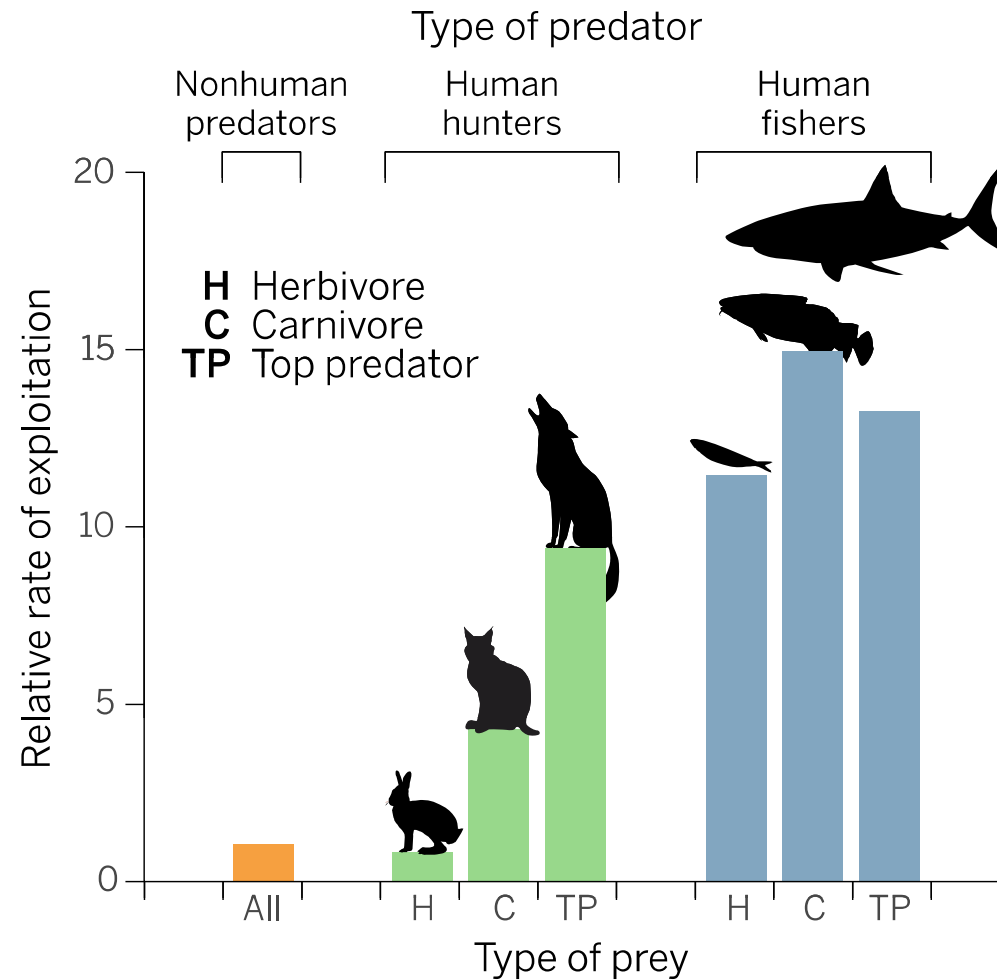 Type of predator
Nonhuman
predators
Human
hunters
Human
fishers
20
15
10
5
0
Relative rate of exploitation
H Herbivore
C Carnivore
TP Top predator
All H C TP H C TP
Type of prey